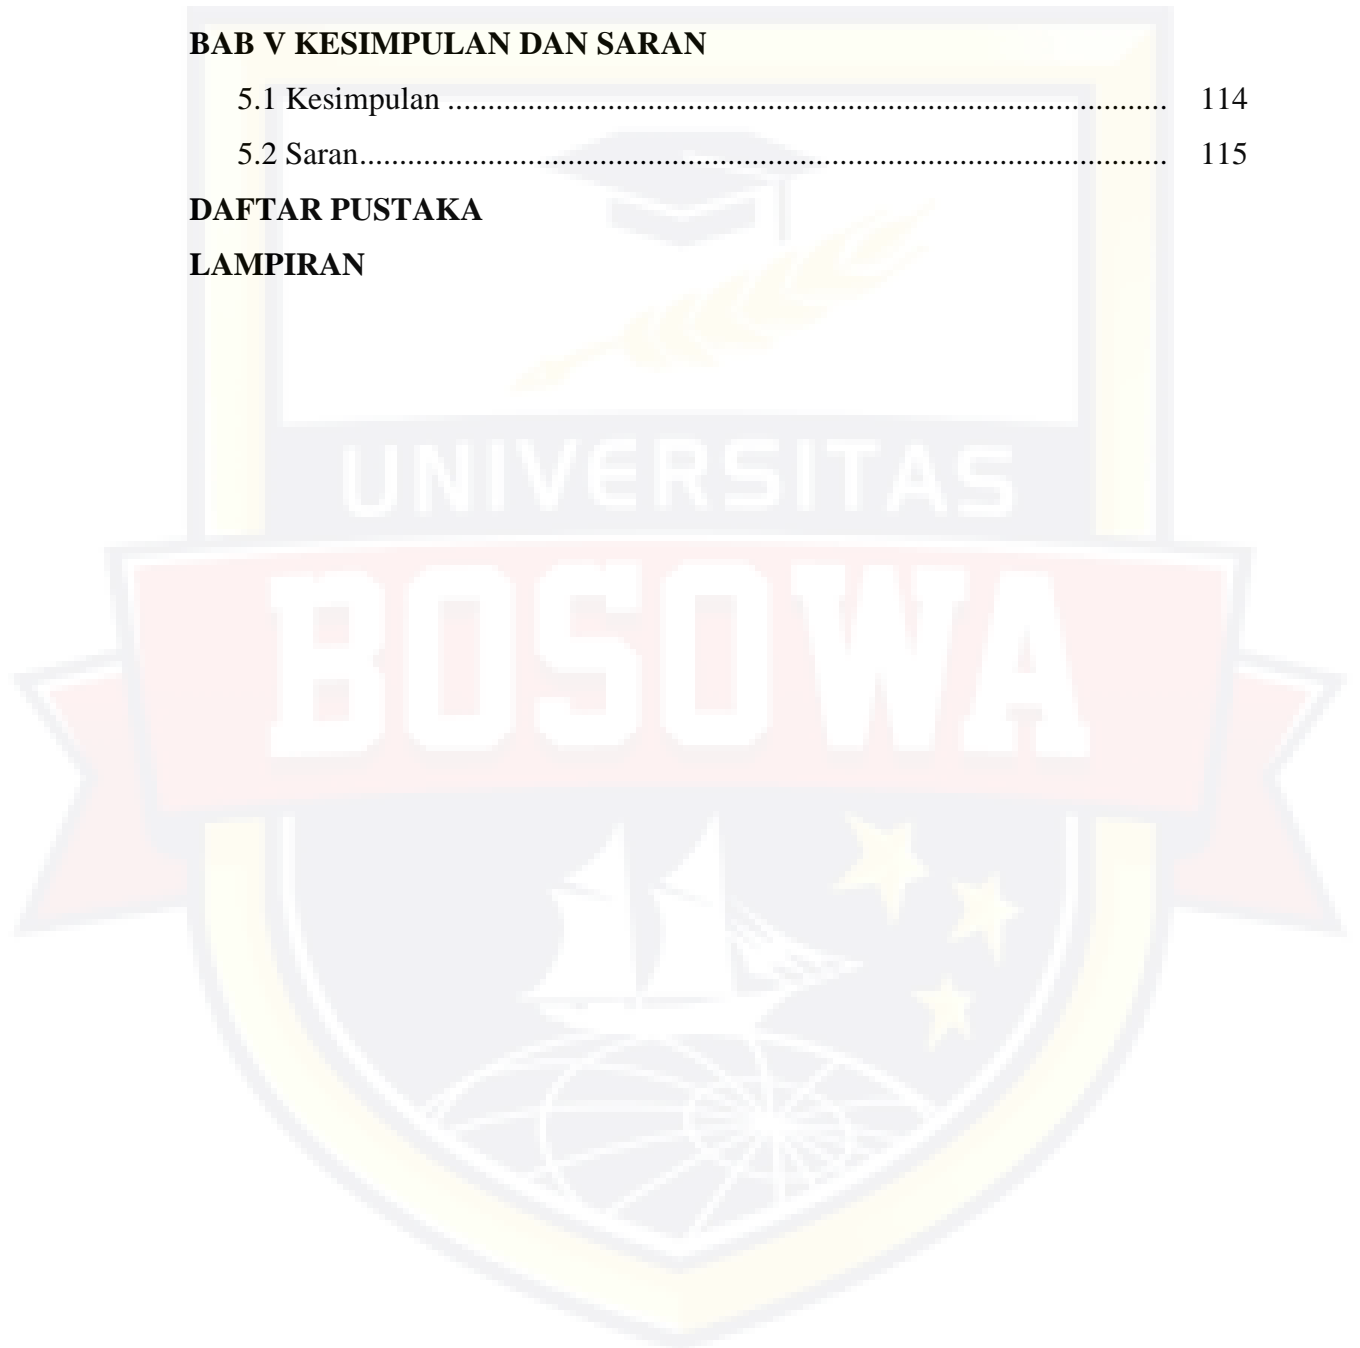 BAB V KESIMPULAN DAN SARAN
5.1 Kesimpulan .......................................................................................... 114
5.2 Saran..................................................................................................... 115
DAFTAR PUSTAKA
LAMPIRAN
UNIVERSITAS
BOSOWA